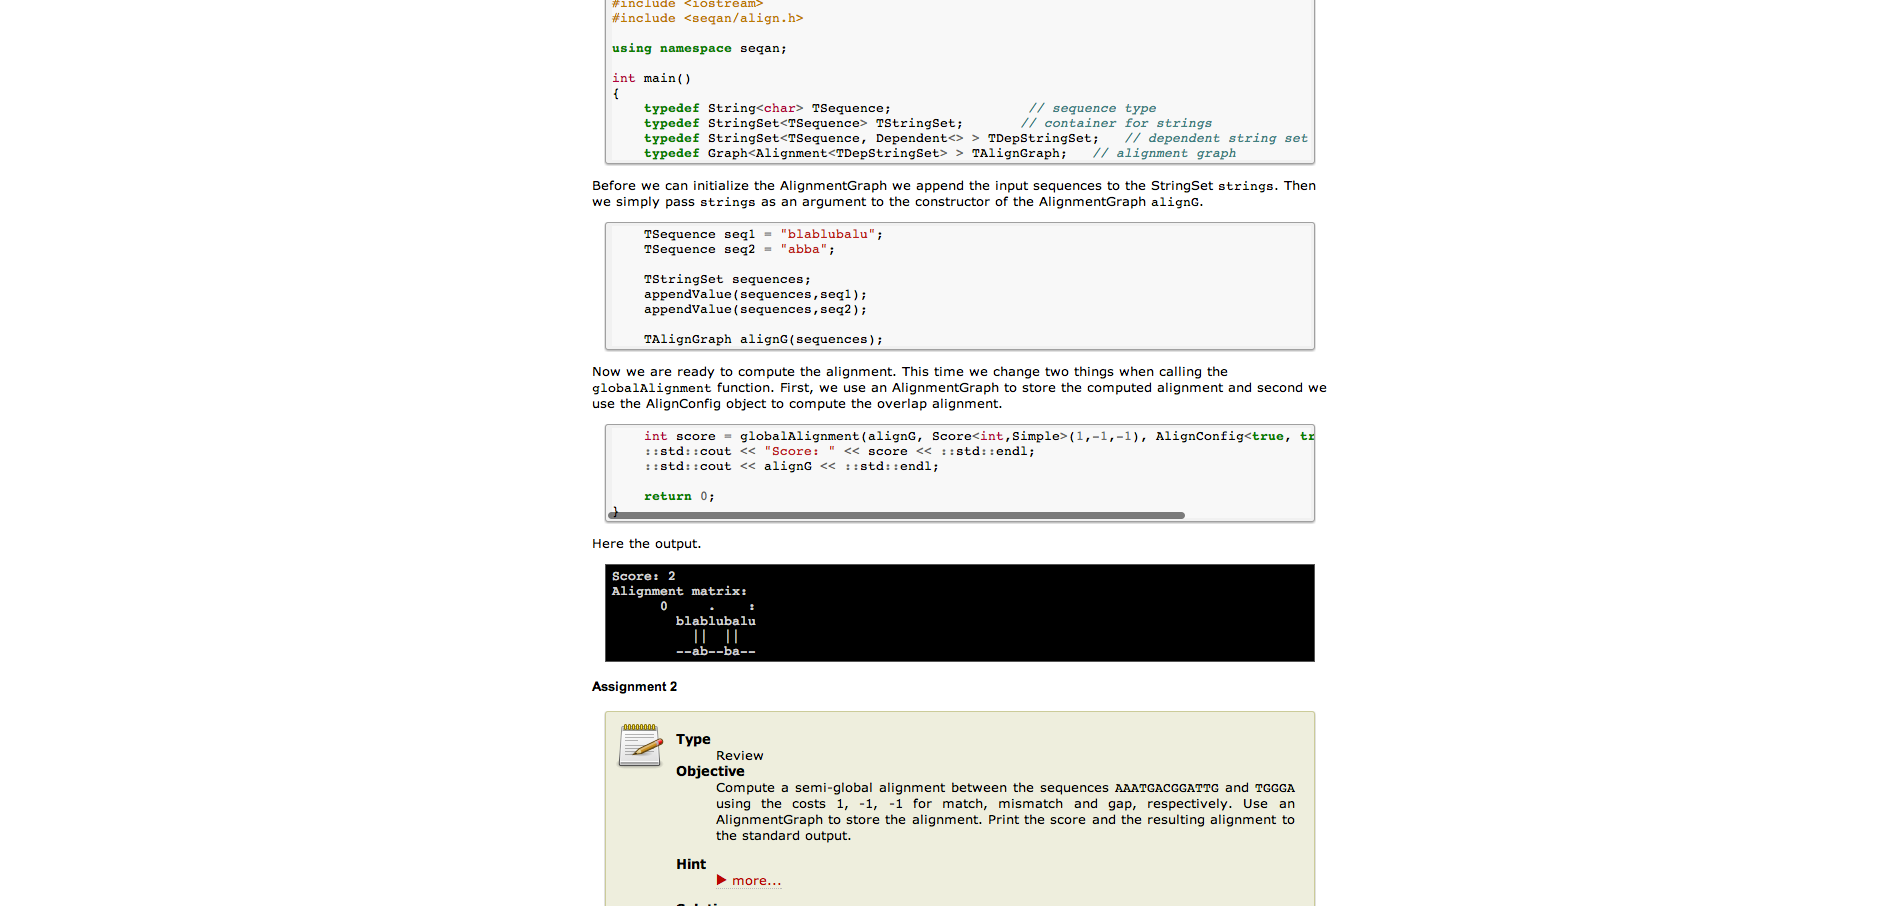 #include <iostream>
#include <seqan/align.h>
using namespace seqan;
int main()
{
    typedef String<char> TSequence;                 // sequence type
    typedef StringSet<TSequence> TStringSet;       // container for strings
    typedef StringSet<TSequence, Dependent<> > TDepStringSet;   // dependent string set
    typedef Graph<Alignment<TDepStringSet> > TAlignGraph;   // alignment graph
Before we can initialize the AlignmentGraph we append the input sequences to the StringSet strings. Then
we simply pass strings as an argument to the constructor of the AlignmentGraph alignG.
    TSequence seq1 = "blablubalu";
    TSequence seq2 = "abba";
    TStringSet sequences;
    appendValue(sequences,seq1);
    appendValue(sequences,seq2);
    TAlignGraph alignG(sequences);
Now we are ready to compute the alignment. This time we change two things when calling the
globalAlignment function. First, we use an AlignmentGraph to store the computed alignment and second we
use the AlignConfig object to compute the overlap alignment.
    int score = globalAlignment(alignG, Score<int,Simple>(1,-1,-1), AlignConfig<true, tr
    ::std::cout << "Score: " << score << ::std::endl;
    ::std::cout << alignG << ::std::endl;
    return 0;
}
Here the output.
Score: 2
Alignment matrix:
      0     .    :
        blablubalu
          ||  ||
        --ab--ba--
Assignment 2
Type
Review
Objective
Compute a semi-global alignment between the sequences AAATGACGGATTG and TGGGA
using the costs 1, -1, -1 for match, mismatch and gap, respectively. Use an
AlignmentGraph to store the alignment. Print the score and the resulting alignment to
the standard output.
Hint
▶ more...